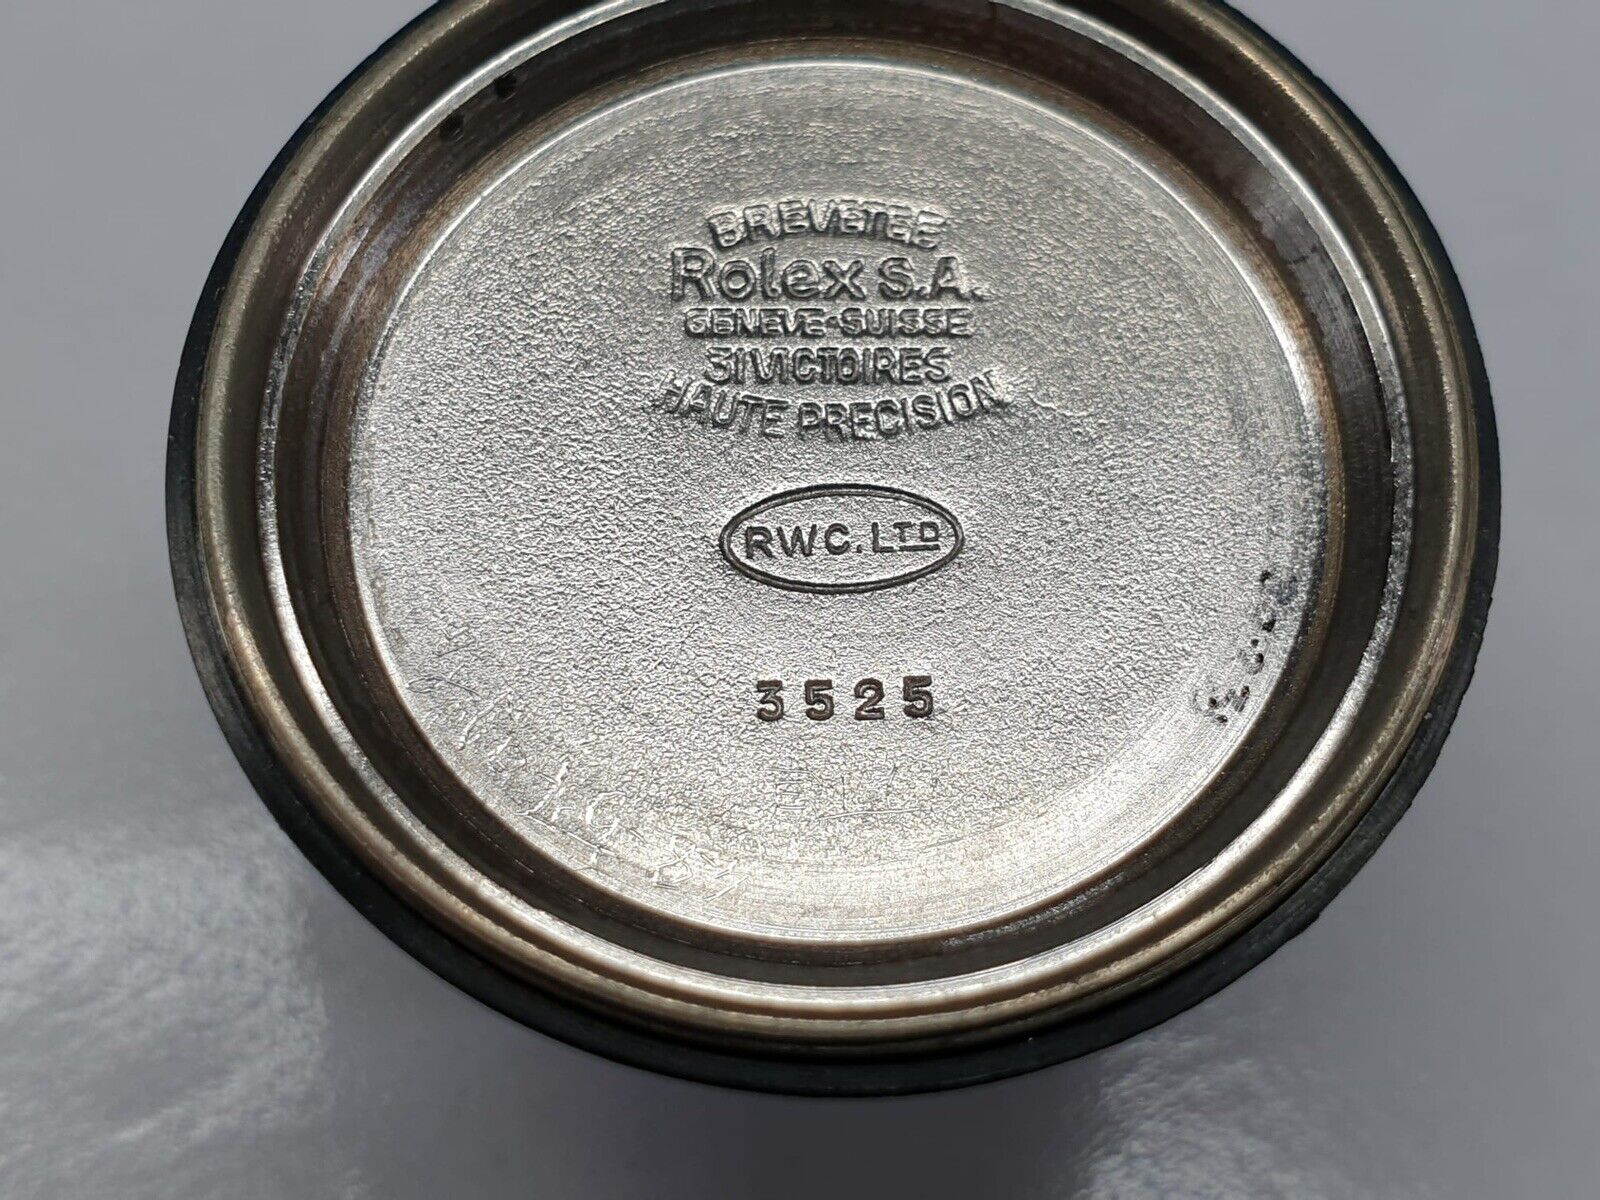 BREVETEE
Rolex S.A.
GENEVE·SUISSE
31 VICTOIRES
HAUTE PRECISION
RWC. LTD
3525